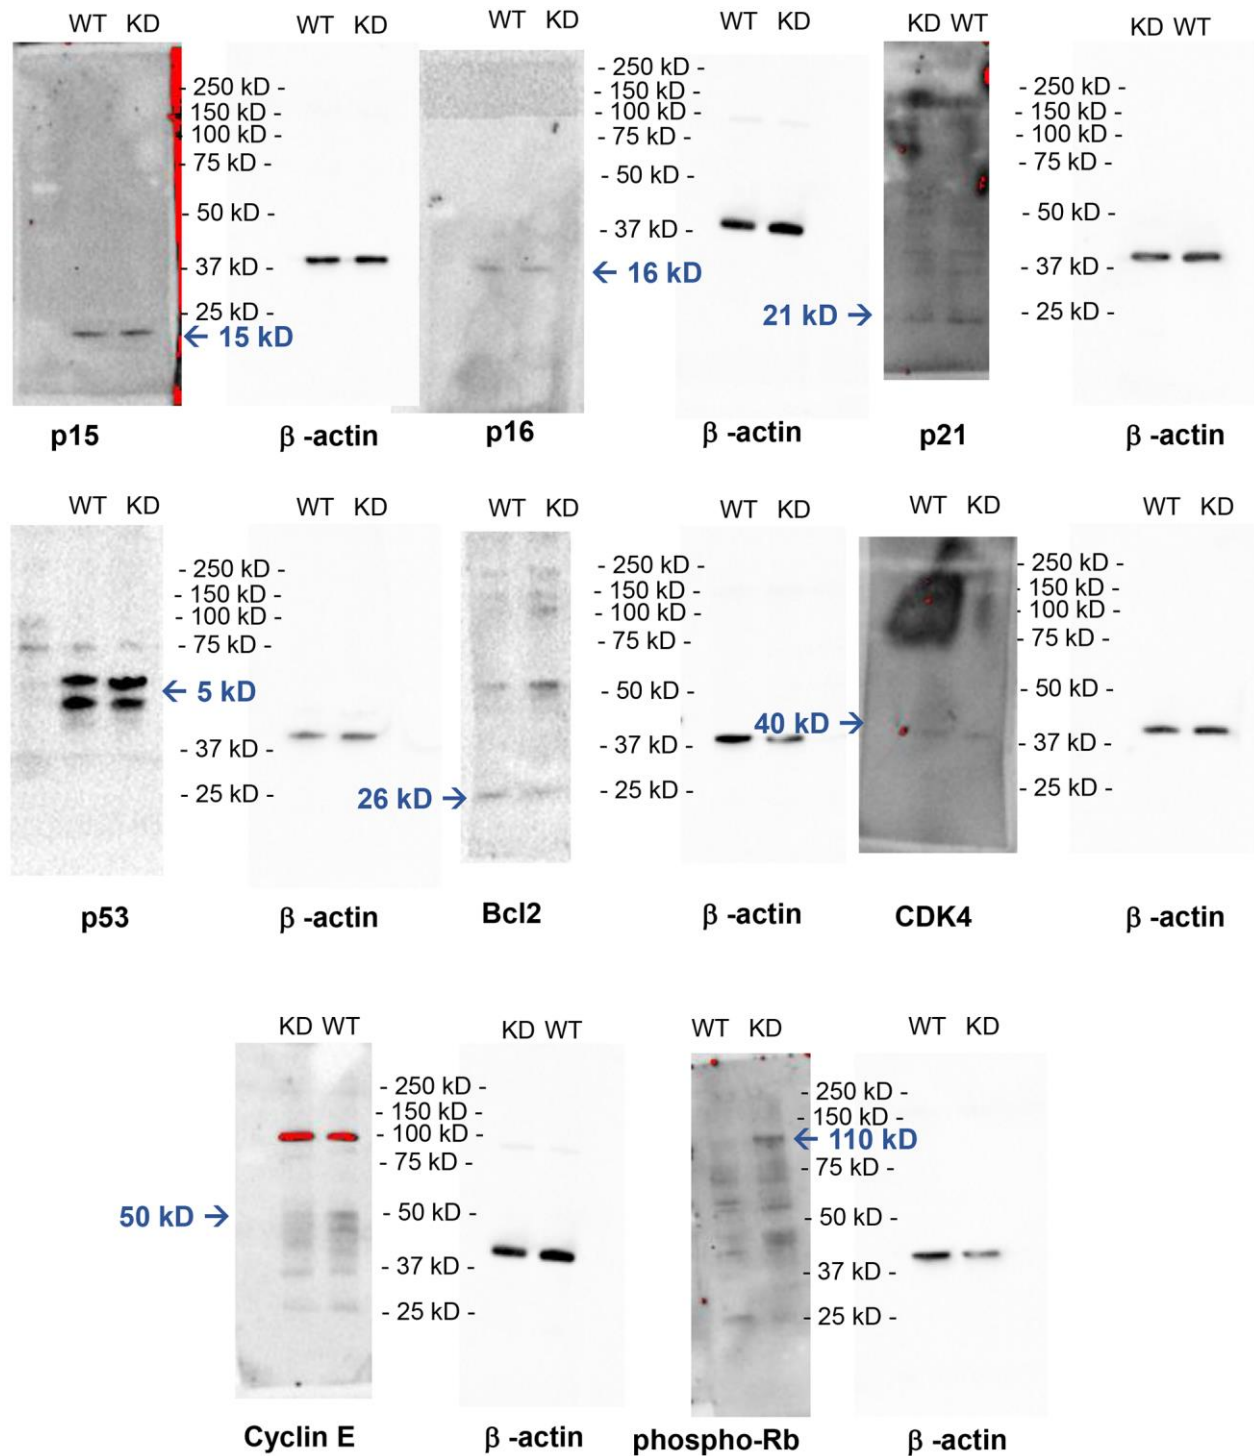 WT KD WT KD WT KD WT KD KD WT KD WT
- 250 kD -
- 150 kD -
- 100 kD -
- 75 kD -
- 50 kD -
- 37 kD -
- 25 kD -
← 15 kD
- 250 kD -
- 150 kD -
- 100 kD -
- 75 kD -
- 50 kD -
- 37 kD -
← 16 kD
21 kD →
- 250 kD -
- 150 kD -
- 100 kD -
- 75 kD -
- 50 kD -
- 37 kD -
- 25 kD -
p15 β -actin p16 β -actin p21 β -actin
WT KD WT KD WT KD WT KD WT KD WT KD
- 250 kD -
- 150 kD -
- 100 kD -
- 75 kD -
← 5 kD
- 37 kD -
- 25 kD -
26 kD →
- 250 kD -
- 150 kD -
- 100 kD -
- 75 kD -
- 50 kD -
- 37 kD -
- 25 kD -
40 kD →
- 250 kD -
- 150 kD -
- 100 kD -
- 75 kD -
- 50 kD -
- 37 kD -
- 25 kD -
p53 β -actin Bcl2 β -actin CDK4 β -actin
KD WT KD WT WT KD WT KD
50 kD →
- 250 kD -
- 150 kD -
- 100 kD -
- 75 kD -
- 50 kD -
- 37 kD -
- 25 kD -
- 250 kD -
- 150 kD -
← 110 kD
- 75 kD -
- 50 kD -
- 37 kD -
- 25 kD -
Cyclin E β -actin phospho-Rb β -actin